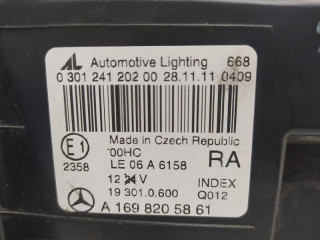 AL Automotive Lighting 668
0 301 241 202 00 28.11.11 0409
Made in Czech Republic
E1 00HC
2358 LE 06 A 6158 RA
12 24 V INDEX
19 301.0.600 Q012
A 169 820 58 61